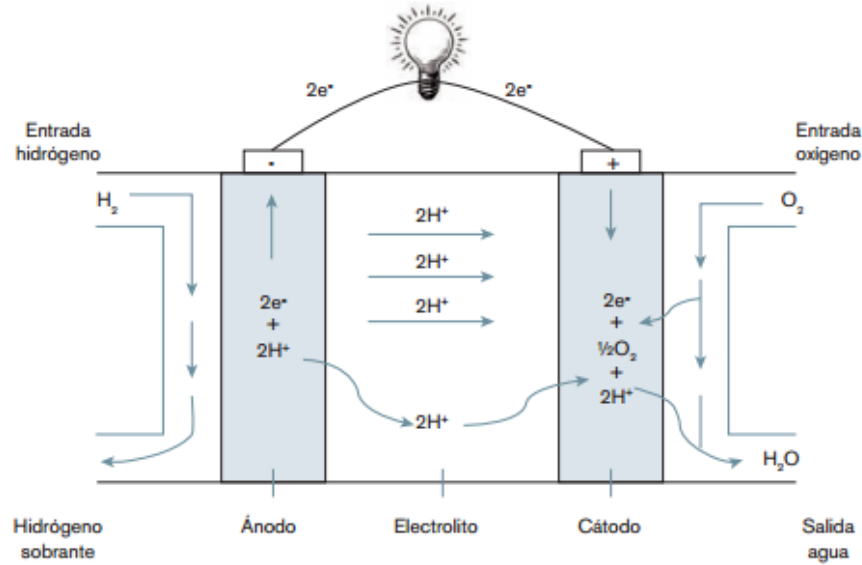 2e-
2e-
Entrada
hidrógeno
Entrada
oxígeno
-
+
H₂
O₂
2H⁺
2H⁺
2H⁺
2e-
+
2H⁺
2e-
+
½O₂
+
2H⁺
2H⁺
H₂O
Hidrógeno
sobrante
Ánodo
Electrolito
Cátodo
Salida
agua